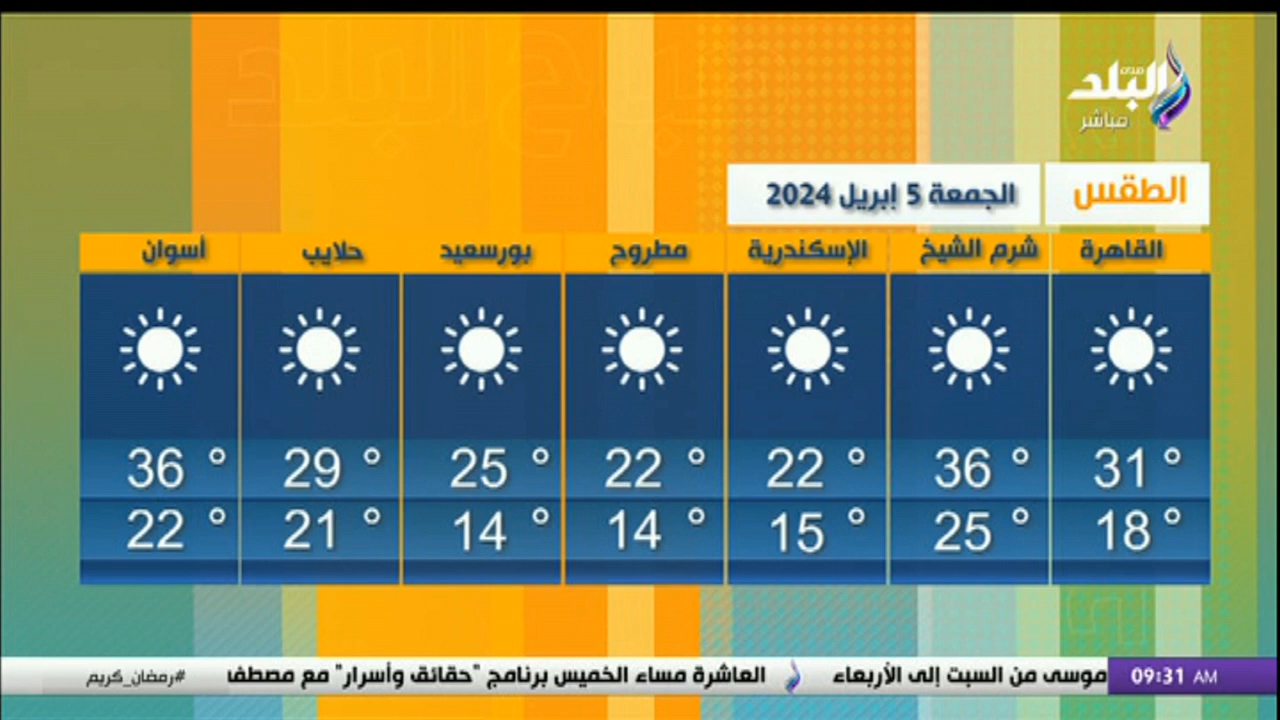 صدى
البلد
مباشر
الطقس
الجمعة 5 إبريل 2024
القاهرة شرم الشيخ الإسكندرية مطروح بورسعيد حلايب أسوان
31° 36° 22° 22° 25° 29° 36°
18° 25° 15° 14° 14° 21° 22°
09:31 AM موسى من السبت إلى الأربعاء العاشرة مساء الخميس برنامج "حقائق وأسرار" مع مصطف #رمضان_كريم